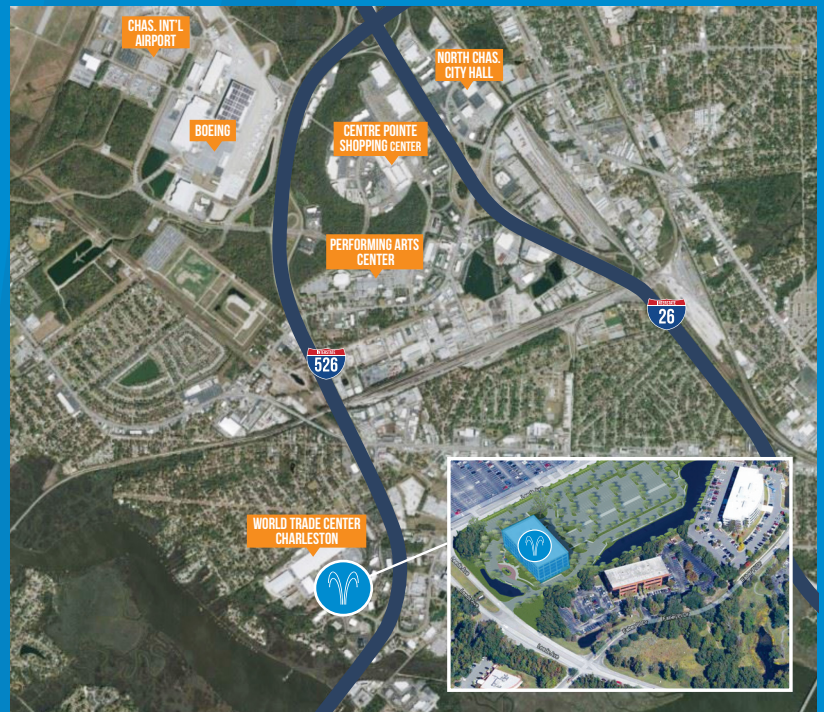 CHAS. INT'L
AIRPORT
NORTH CHAS.
CITY HALL
BOEING
CENTRE POINTE
SHOPPING CENTER
PERFORMING ARTS
CENTER
INTERSTATE
26
INTERSTATE
526
WORLD TRADE CENTER
CHARLESTON